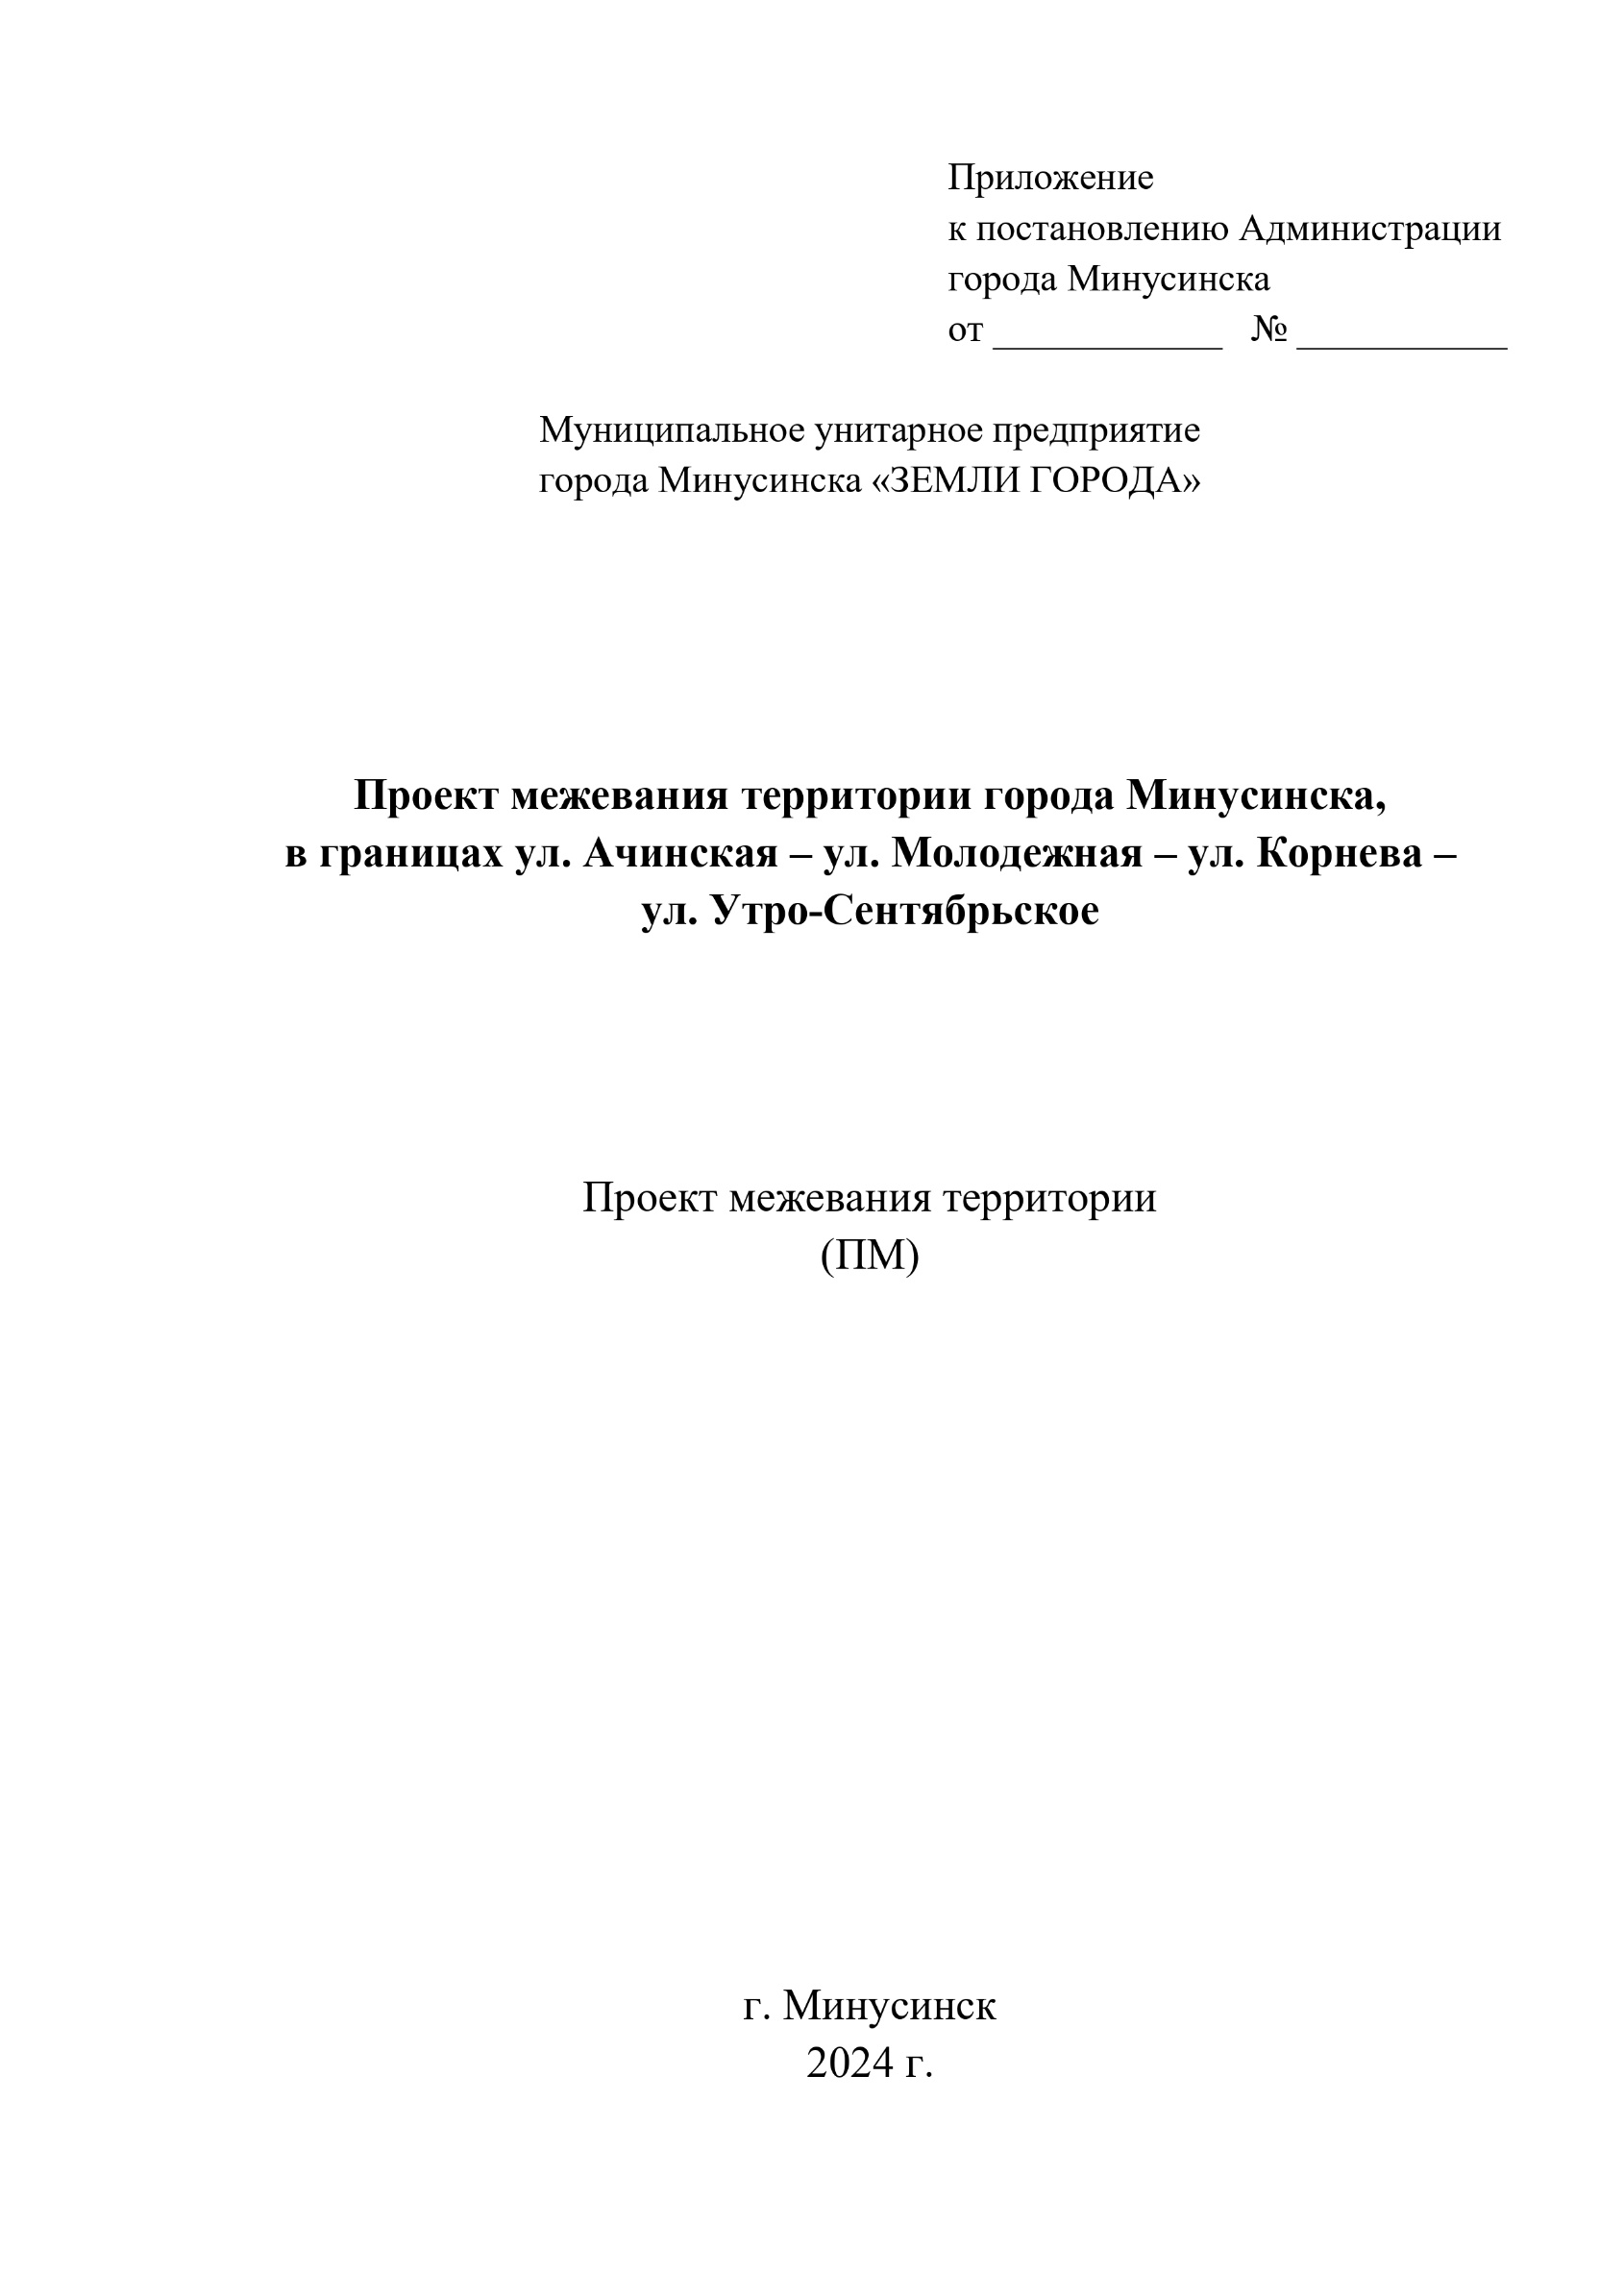 Приложение
к постановлению Администрации
города Минусинска
от ____________ № ___________
Муниципальное унитарное предприятие
города Минусинска «ЗЕМЛИ ГОРОДА»
Проект межевания территории города Минусинска,
в границах ул. Ачинская – ул. Молодежная – ул. Корнева –
ул. Утро-Сентябрьское
Проект межевания территории
(ПМ)
г. Минусинск
2024 г.